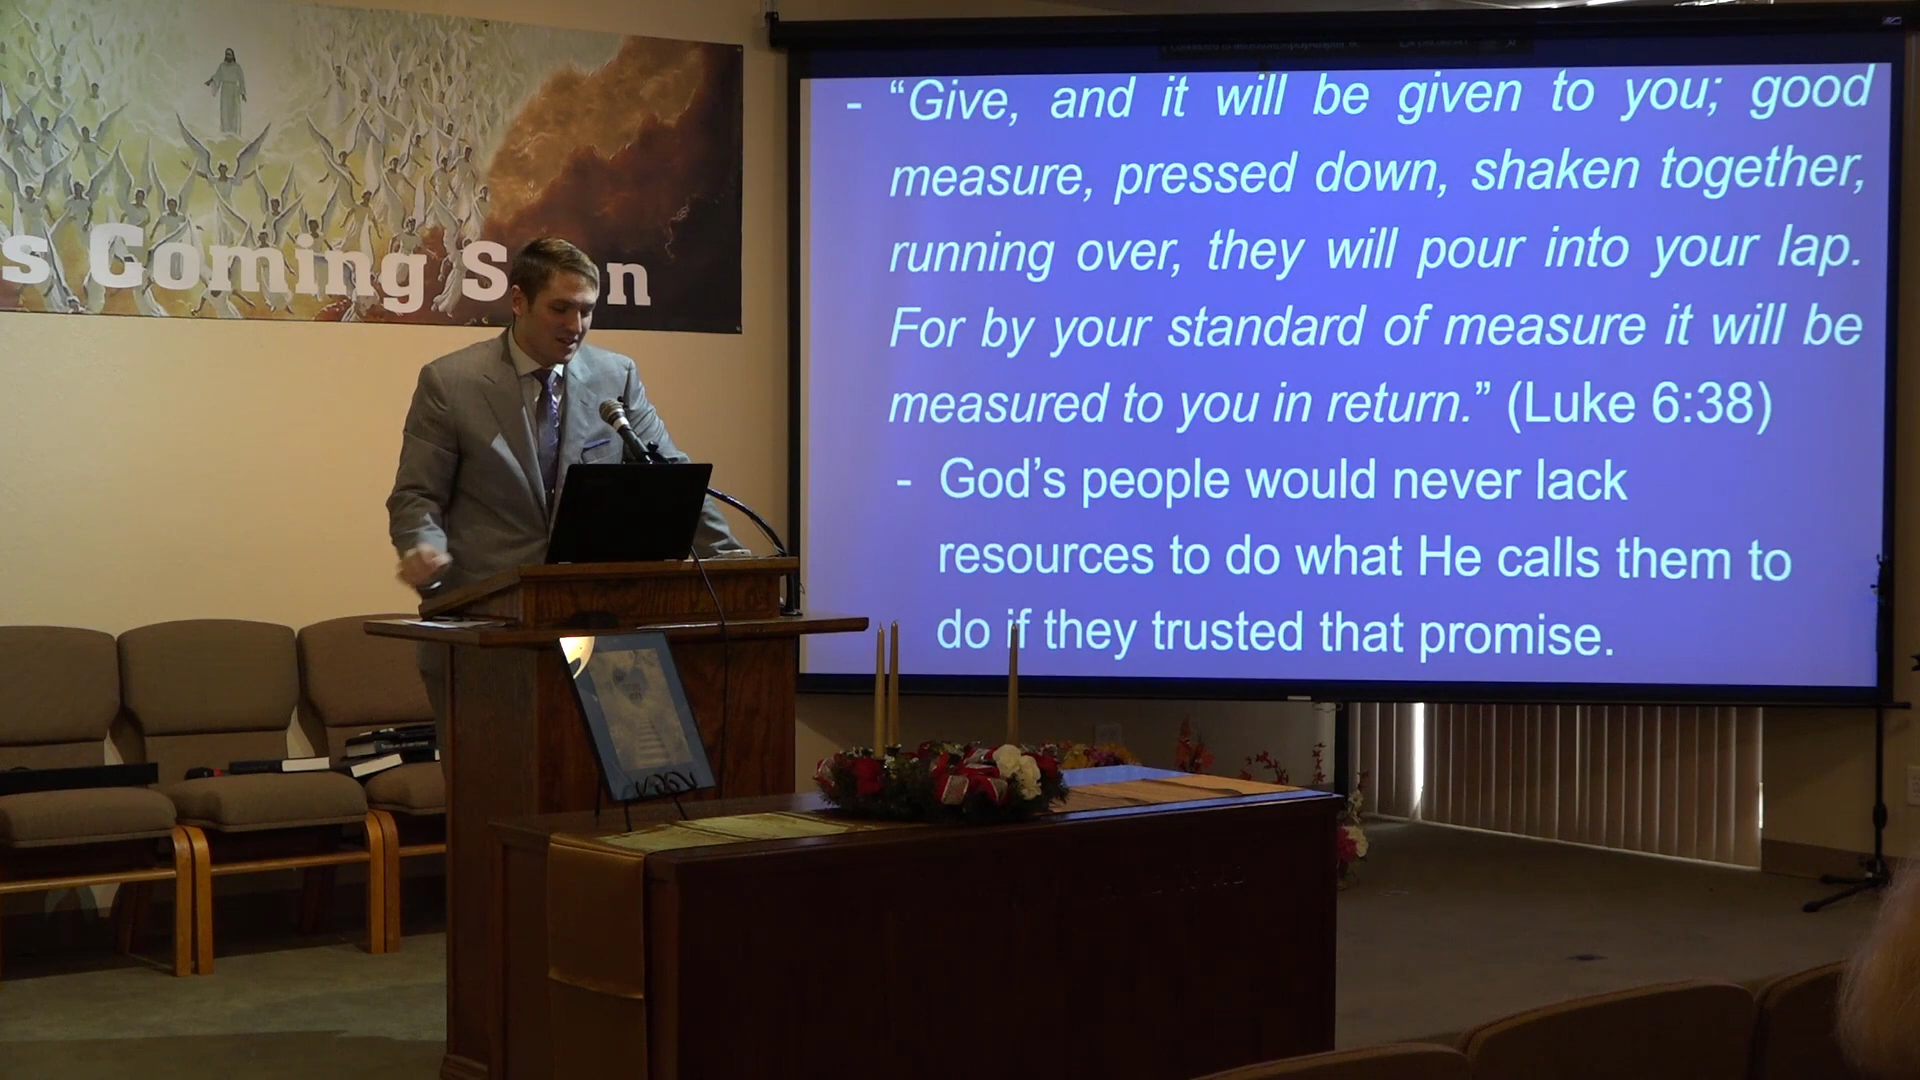 s Coming S n
- “Give, and it will be given to you; good
measure, pressed down, shaken together,
running over, they will pour into your lap.
For by your standard of measure it will be
measured to you in return.” (Luke 6:38)
- God’s people would never lack
resources to do what He calls them to
do if they trusted that promise.